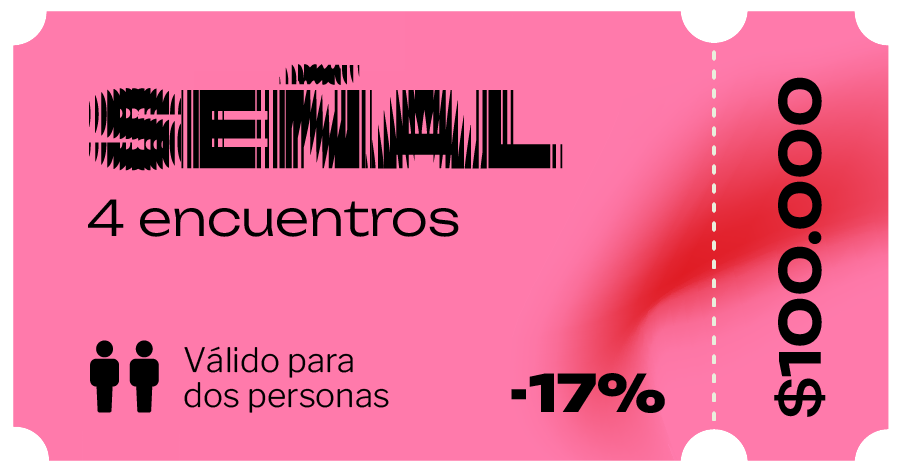 SEÑAL
4 encuentros
Válido para
dos personas
-17%
$100.000